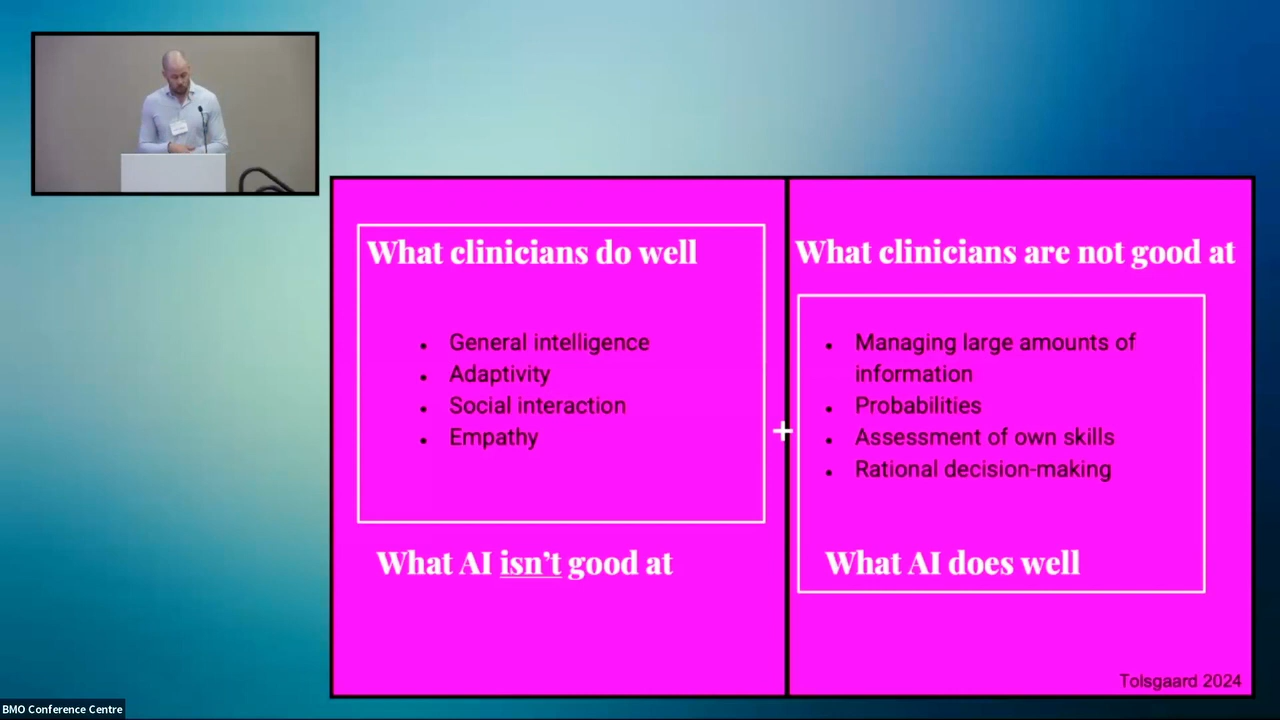 What clinicians do well
General intelligence
Adaptivity
Social interaction
Empathy
What AI isn't good at
+
What clinicians are not good at
Managing large amounts of
information
Probabilities
Assessment of own skills
Rational decision-making
What AI does well
Tolsgaard 2024
BMO Conference Centre